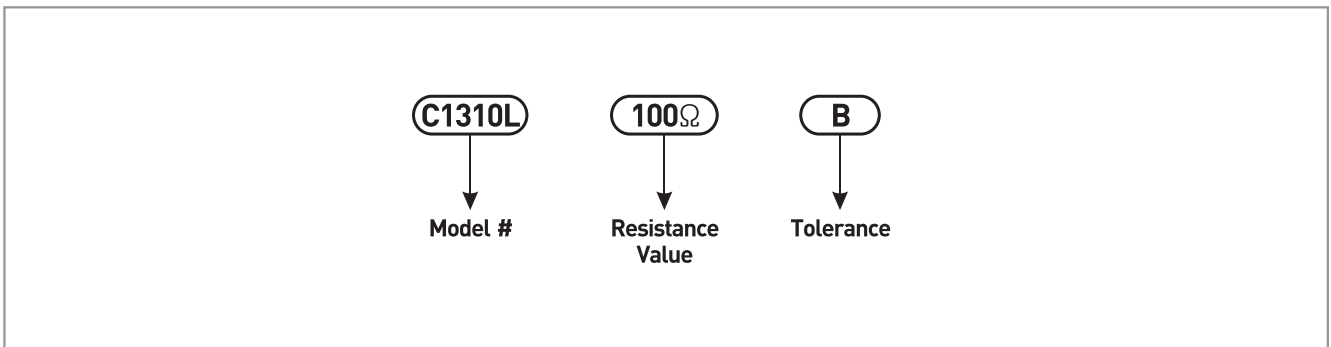 C1310L 100Ω B
Model # Resistance Value Tolerance